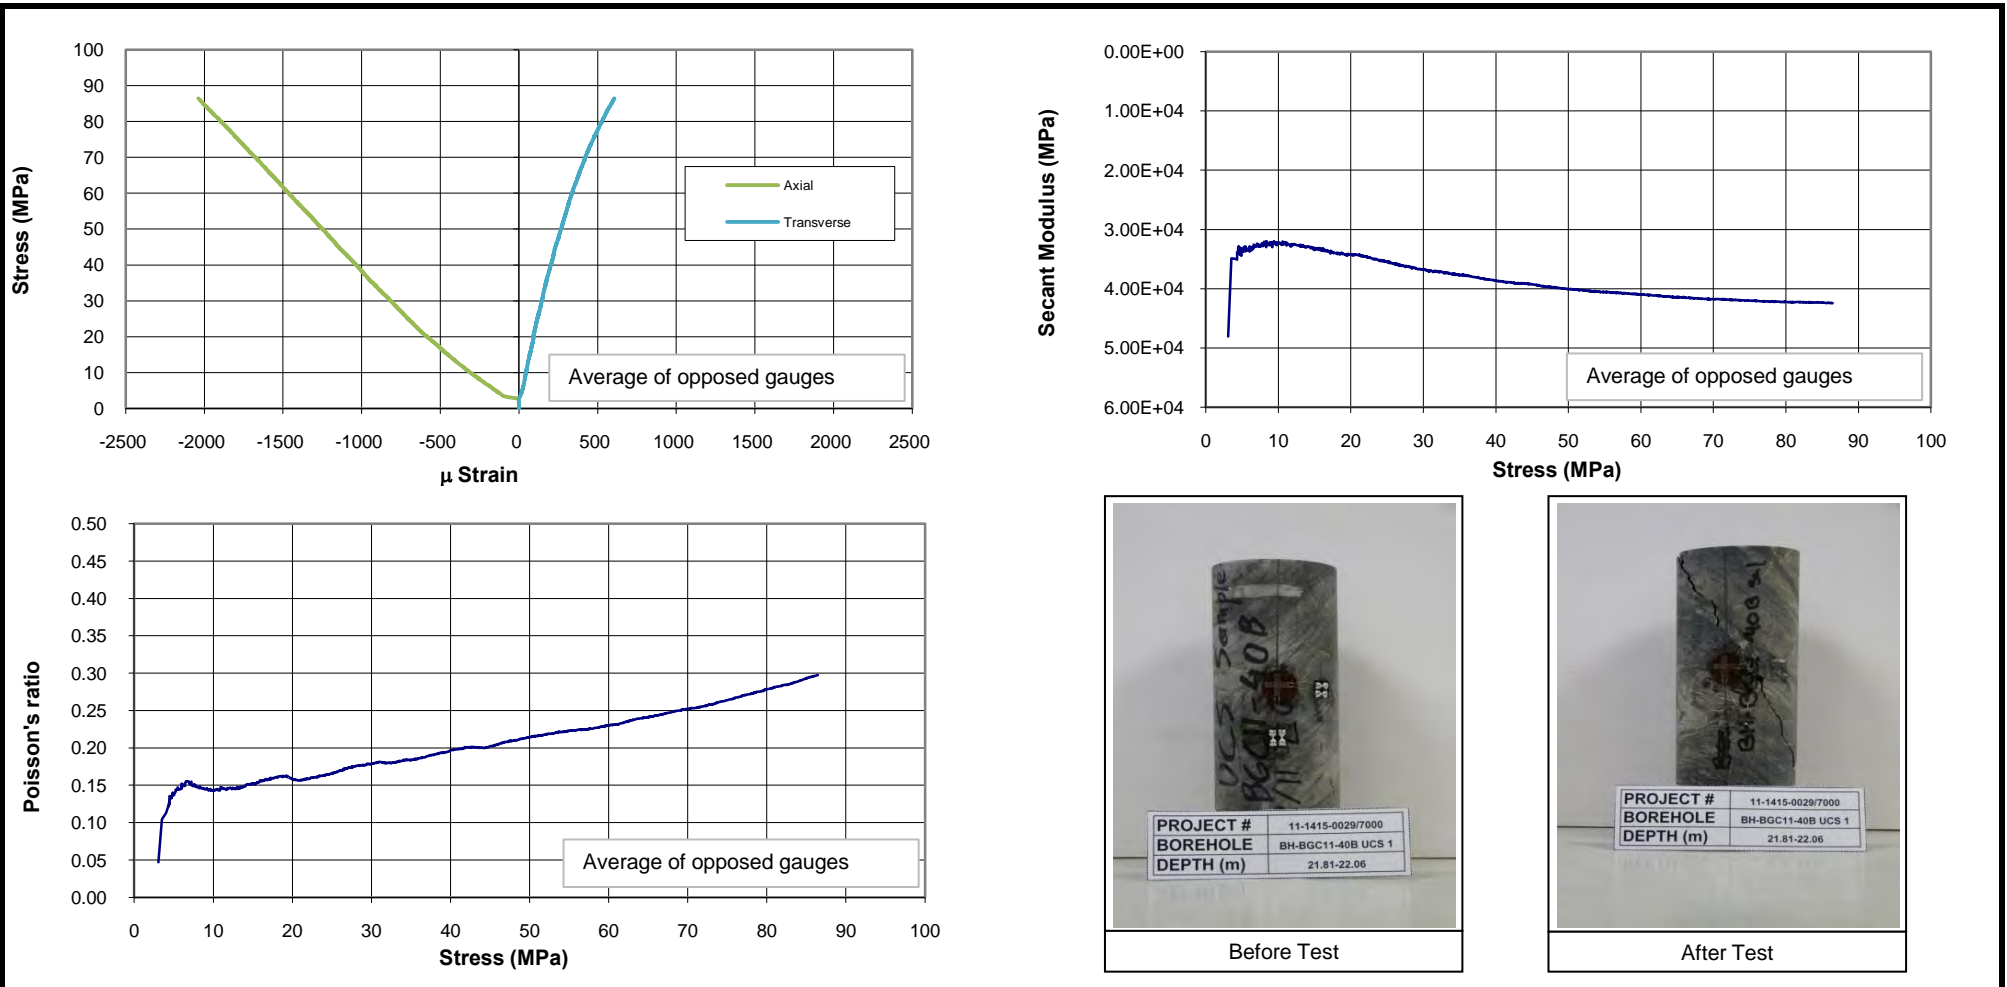 100
90
80
70
60
50
40
30
20
10
0
Stress (MPa)
-2500 -2000 -1500 -1000 -500 0 500 1000 1500 2000 2500
μ Strain
Axial
Transverse
Average of opposed gauges
0.00E+00
1.00E+04
2.00E+04
3.00E+04
4.00E+04
5.00E+04
6.00E+04
Secant Modulus (MPa)
0 10 20 30 40 50 60 70 80 90 100
Stress (MPa)
Average of opposed gauges
0.50
0.45
0.40
0.35
0.30
0.25
0.20
0.15
0.10
0.05
0.00
Poisson's ratio
0 10 20 30 40 50 60 70 80 90 100
Stress (MPa)
Average of opposed gauges
UCS Sample
BGC11-40B
PROJECT # 11-1415-0029/7000
BOREHOLE BH-BGC11-40B UCS 1
DEPTH (m) 21.81-22.06
Before Test
PROJECT # 11-1415-0029/7000
BOREHOLE BH-BGC11-40B UCS 1
DEPTH (m) 21.81-22.06
After Test